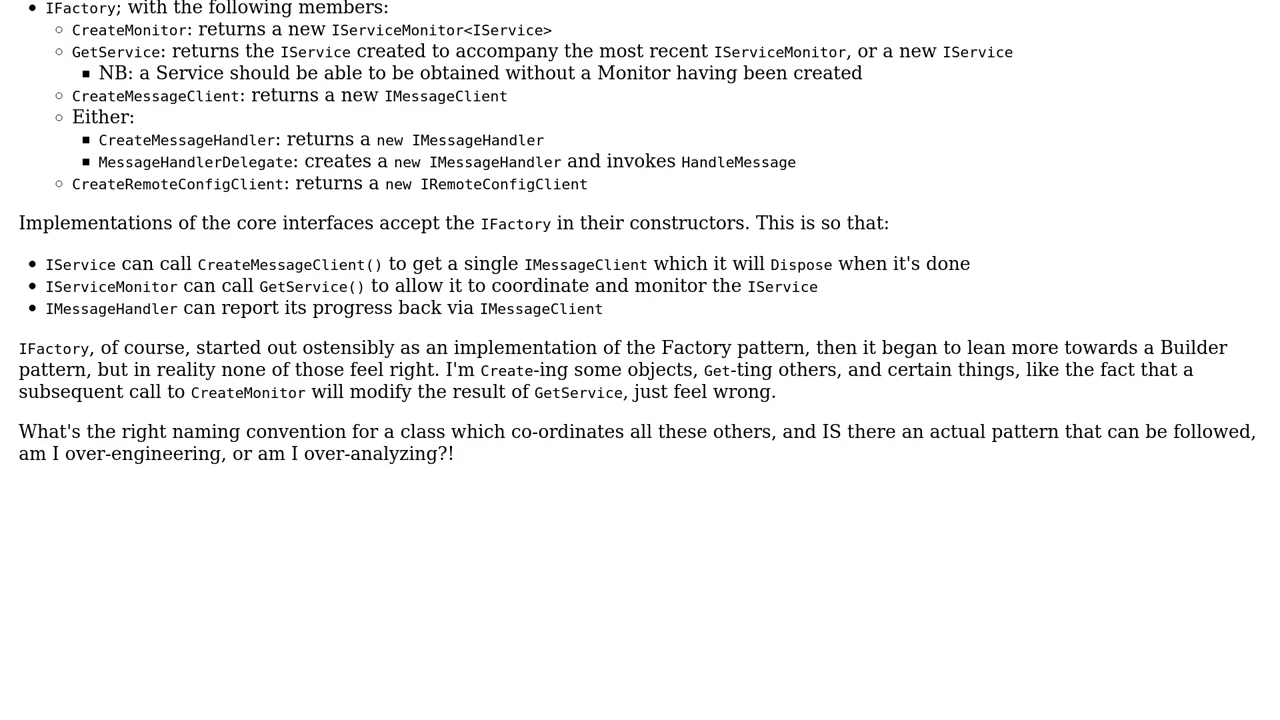 IFactory; with the following members:
CreateMonitor: returns a new IServiceMonitor<IService>
GetService: returns the IService created to accompany the most recent IServiceMonitor, or a new IService
NB: a Service should be able to be obtained without a Monitor having been created
CreateMessageClient: returns a new IMessageClient
Either:
CreateMessageHandler: returns a new IMessageHandler
MessageHandlerDelegate: creates a new IMessageHandler and invokes HandleMessage
CreateRemoteConfigClient: returns a new IRemoteConfigClient
Implementations of the core interfaces accept the IFactory in their constructors. This is so that:
IService can call CreateMessageClient() to get a single IMessageClient which it will Dispose when it's done
IServiceMonitor can call GetService() to allow it to coordinate and monitor the IService
IMessageHandler can report its progress back via IMessageClient
IFactory, of course, started out ostensibly as an implementation of the Factory pattern, then it began to lean more towards a Builder
pattern, but in reality none of those feel right. I'm Create-ing some objects, Get-ting others, and certain things, like the fact that a
subsequent call to CreateMonitor will modify the result of GetService, just feel wrong.
What's the right naming convention for a class which co-ordinates all these others, and IS there an actual pattern that can be followed,
am I over-engineering, or am I over-analyzing?!